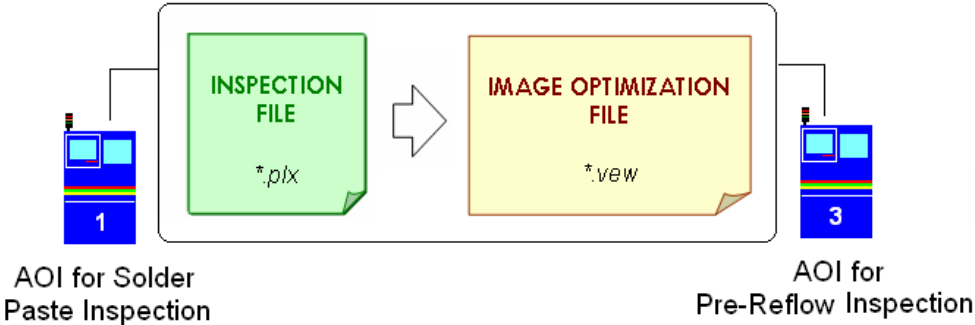 INSPECTION
FILE
*.plx
IMAGE OPTIMIZATION
FILE
*.vew
1
3
AOI for Solder
Paste Inspection
AOI for
Pre-Reflow Inspection